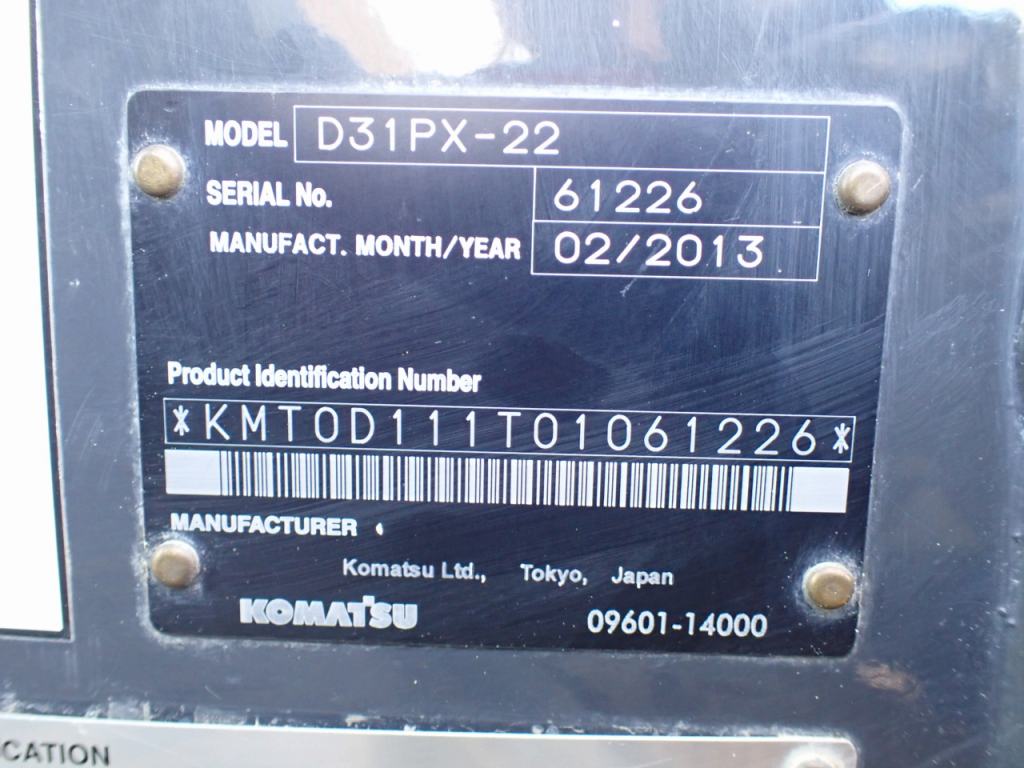 MODEL D31PX-22
SERIAL No. 61226
MANUFACT. MONTH/YEAR 02/2013
Product Identification Number
*KMT0D111T01061226*
MANUFACTURER
Komatsu Ltd., Tokyo, Japan
KOMATSU 09601-14000
CATION